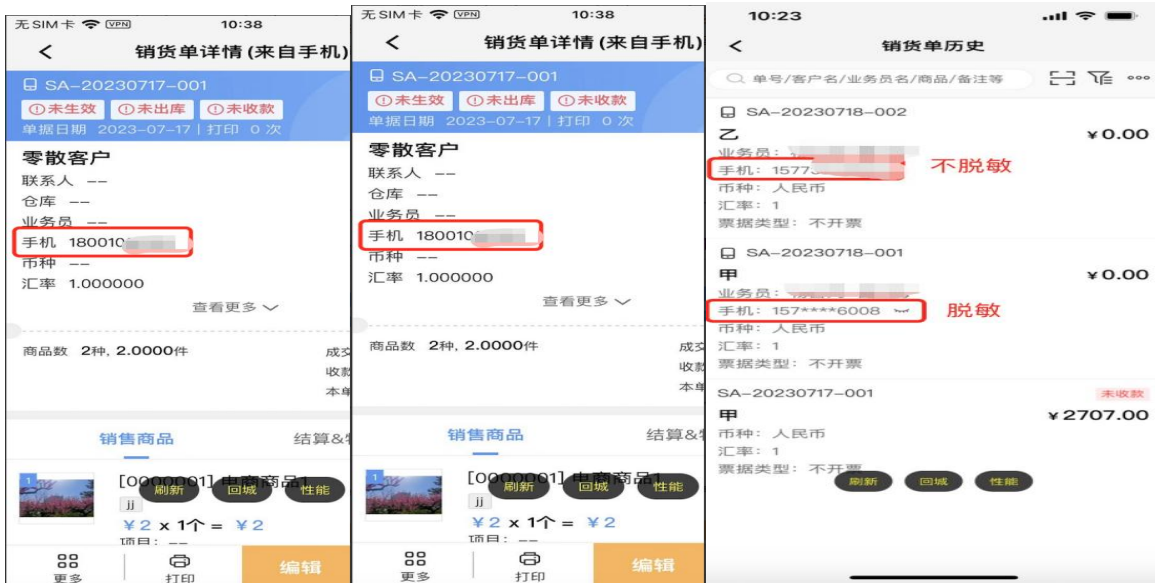 无SIM卡 VPN 10:38
销货单详情(来自手机)
SA-20230717-001
未生效 未出库 未收款
单据日期 2023-07-17 | 打印 0 次
零散客户
联系人 --
仓库 --
业务员 --
手机 180010
币种 --
汇率 1.000000
查看更多
商品数 2种, 2.0000件
成交
收款
本单
销售商品 结算&
1
[0000001] 电商商品1
刷新 回城 性能
jj
¥2 x 1个 = ¥2
项目: --
更多 打印 编辑
无SIM卡 VPN 10:38
销货单详情(来自手机)
SA-20230717-001
未生效 未出库 未收款
单据日期 2023-07-17 | 打印 0 次
零散客户
联系人 --
仓库 --
业务员 --
手机 180010
币种 --
汇率 1.000000
查看更多
商品数 2种, 2.0000件
成交
收款
本单
销售商品 结算&
1
[0000001] 电商商品1
刷新 回城 性能
jj
¥2 x 1个 = ¥2
项目: --
更多 打印 编辑
10:23
销货单历史
单号/客户名/业务员名/商品/备注等
SA-20230718-002
乙 ¥0.00
业务员:
手机: 1577 不脱敏
币种: 人民币
汇率: 1
票据类型: 不开票
SA-20230718-001
甲 ¥0.00
业务员:
手机: 157****6008 脱敏
币种: 人民币
汇率: 1
票据类型: 不开票
SA-20230717-001 未收款
甲 ¥2707.00
币种: 人民币
汇率: 1
票据类型: 不开票
刷新 回城 性能